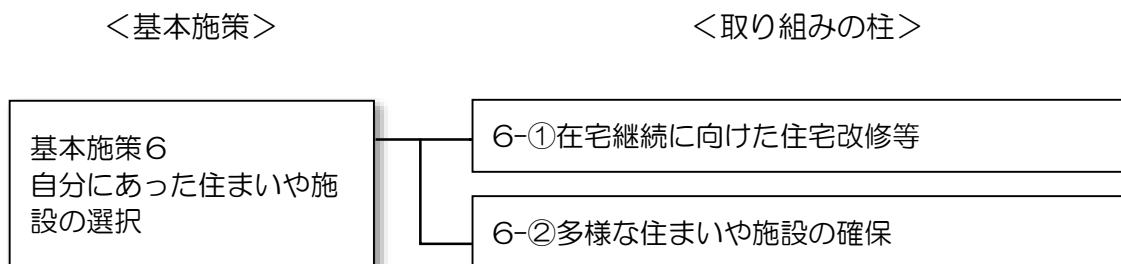 <基本施策>
<取り組みの柱>
基本施策6
自分にあった住まいや施
設の選択
6-①在宅継続に向けた住宅改修等
6-②多様な住まいや施設の確保